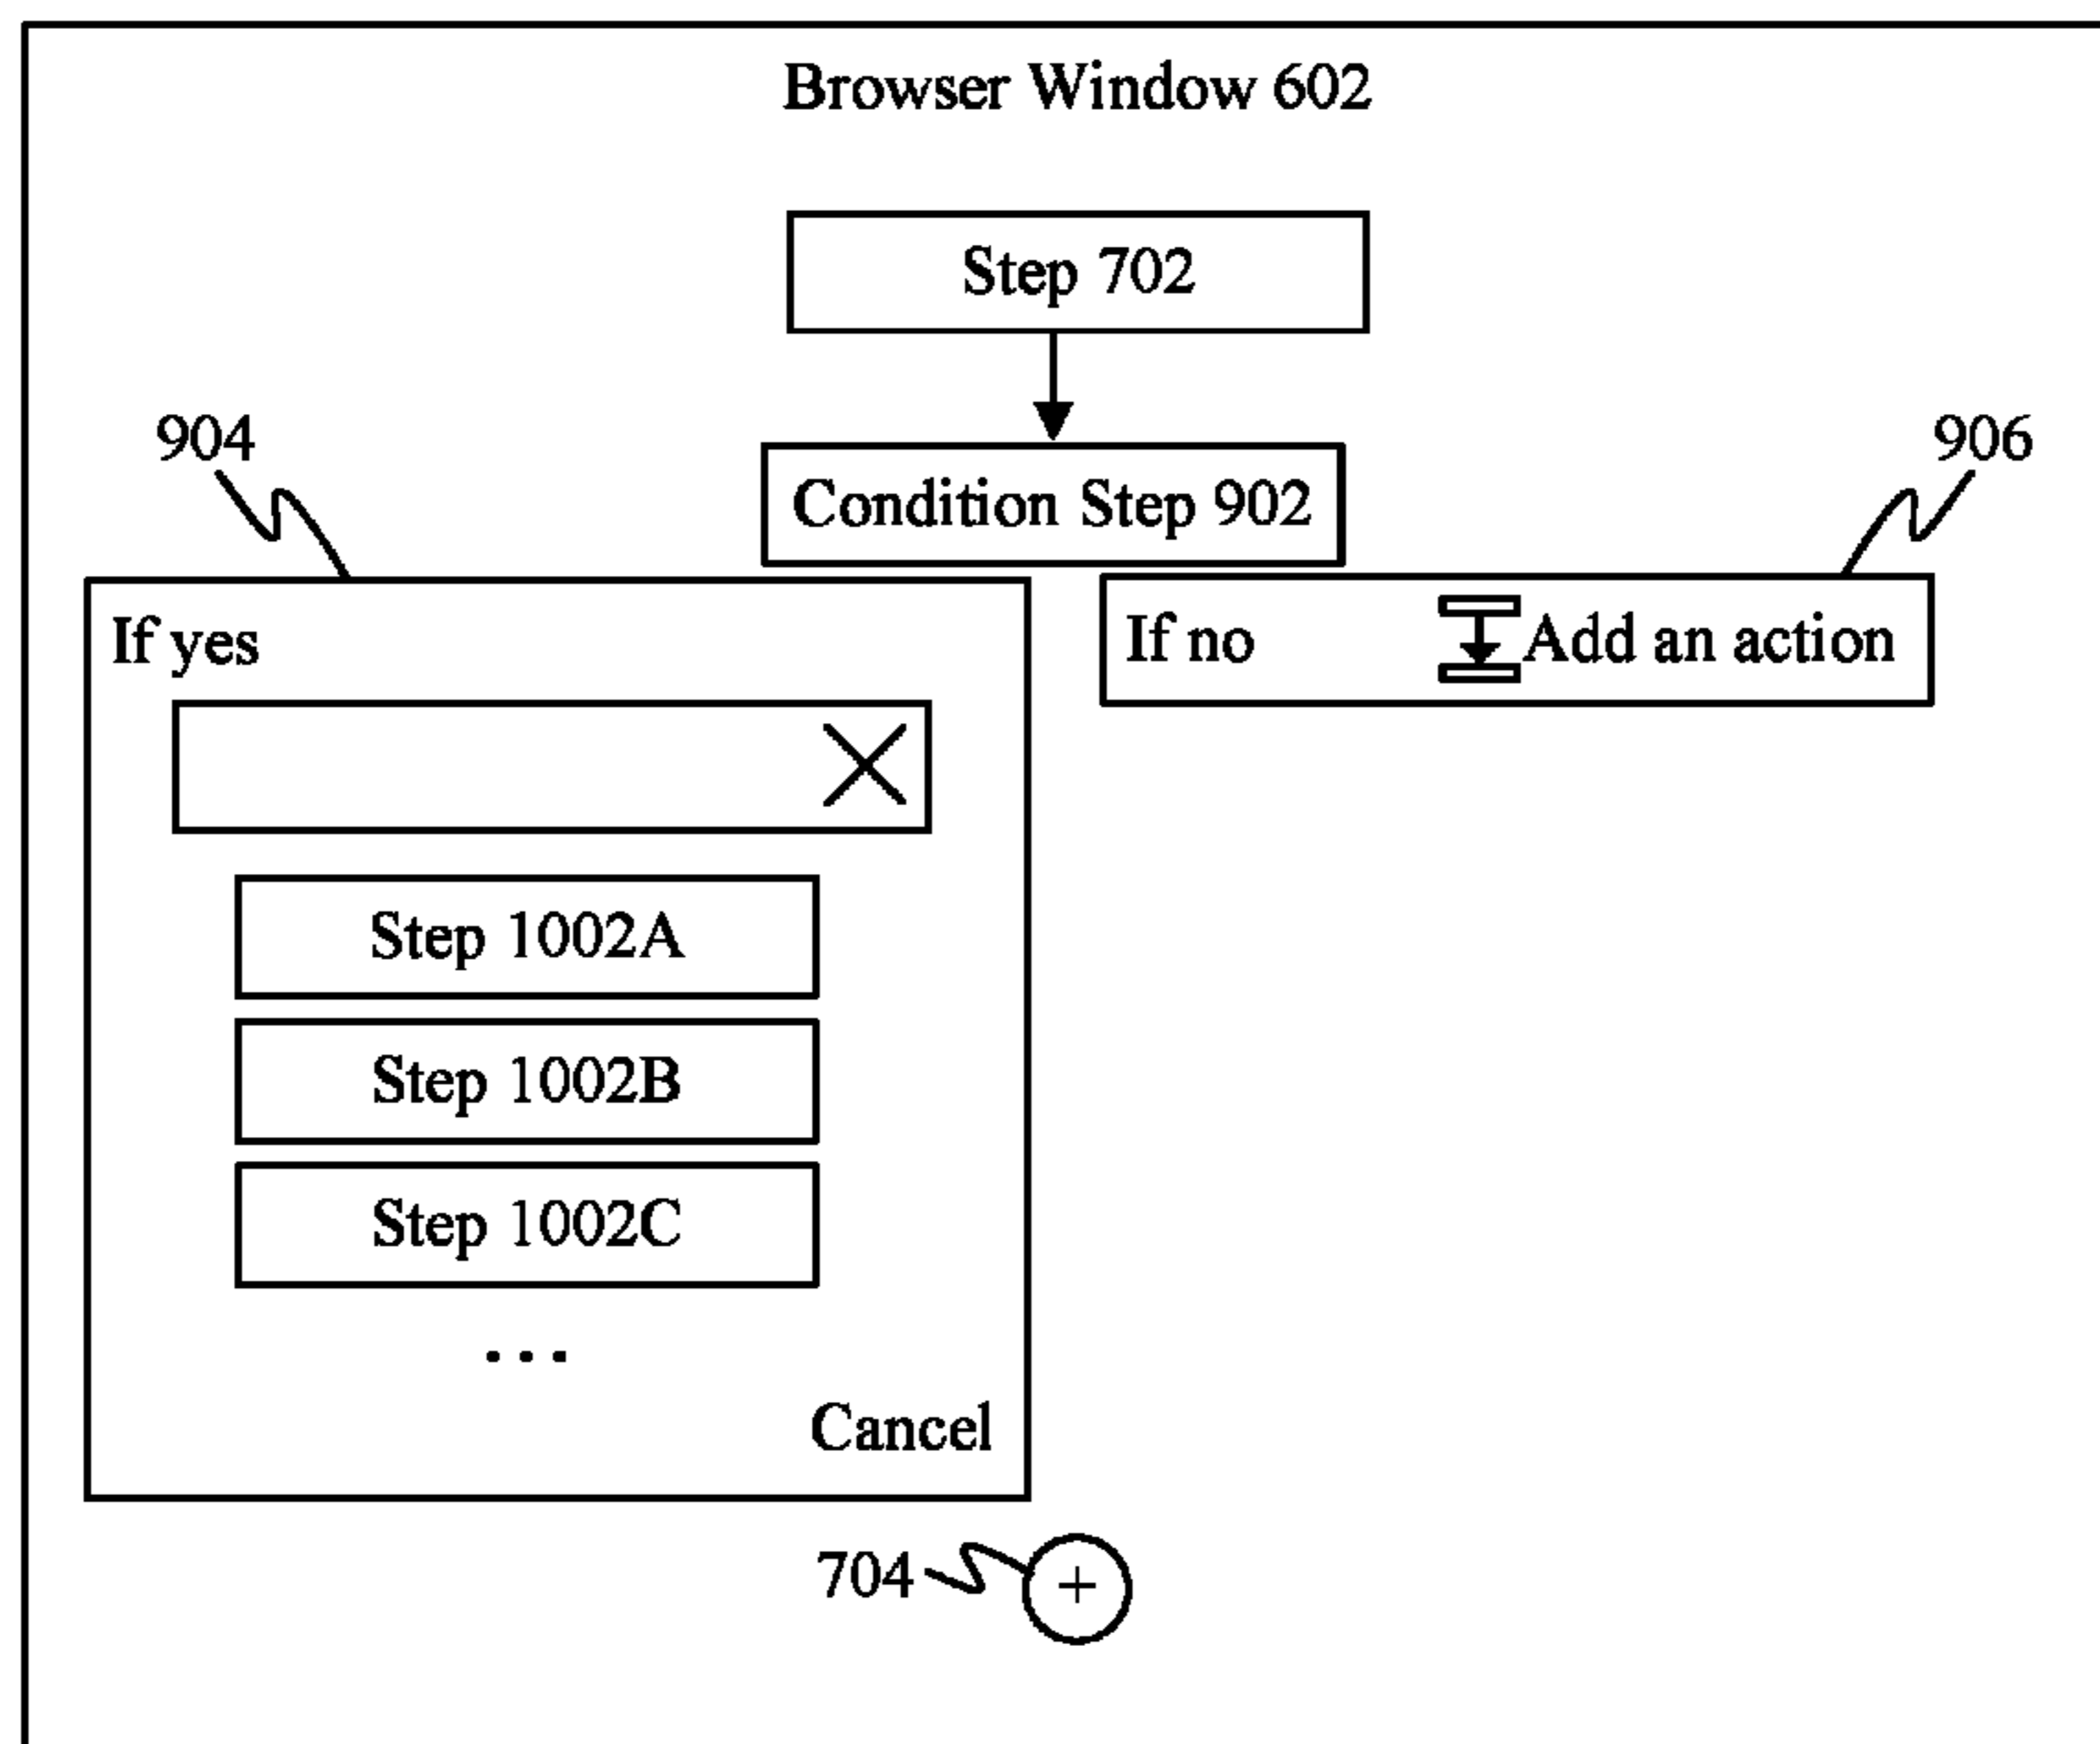 Browser Window 602
Step 702
904
906
Condition Step 902
If yes
If no
Add an action
Step 1002A
Step 1002B
Step 1002C
...
Cancel
704
+